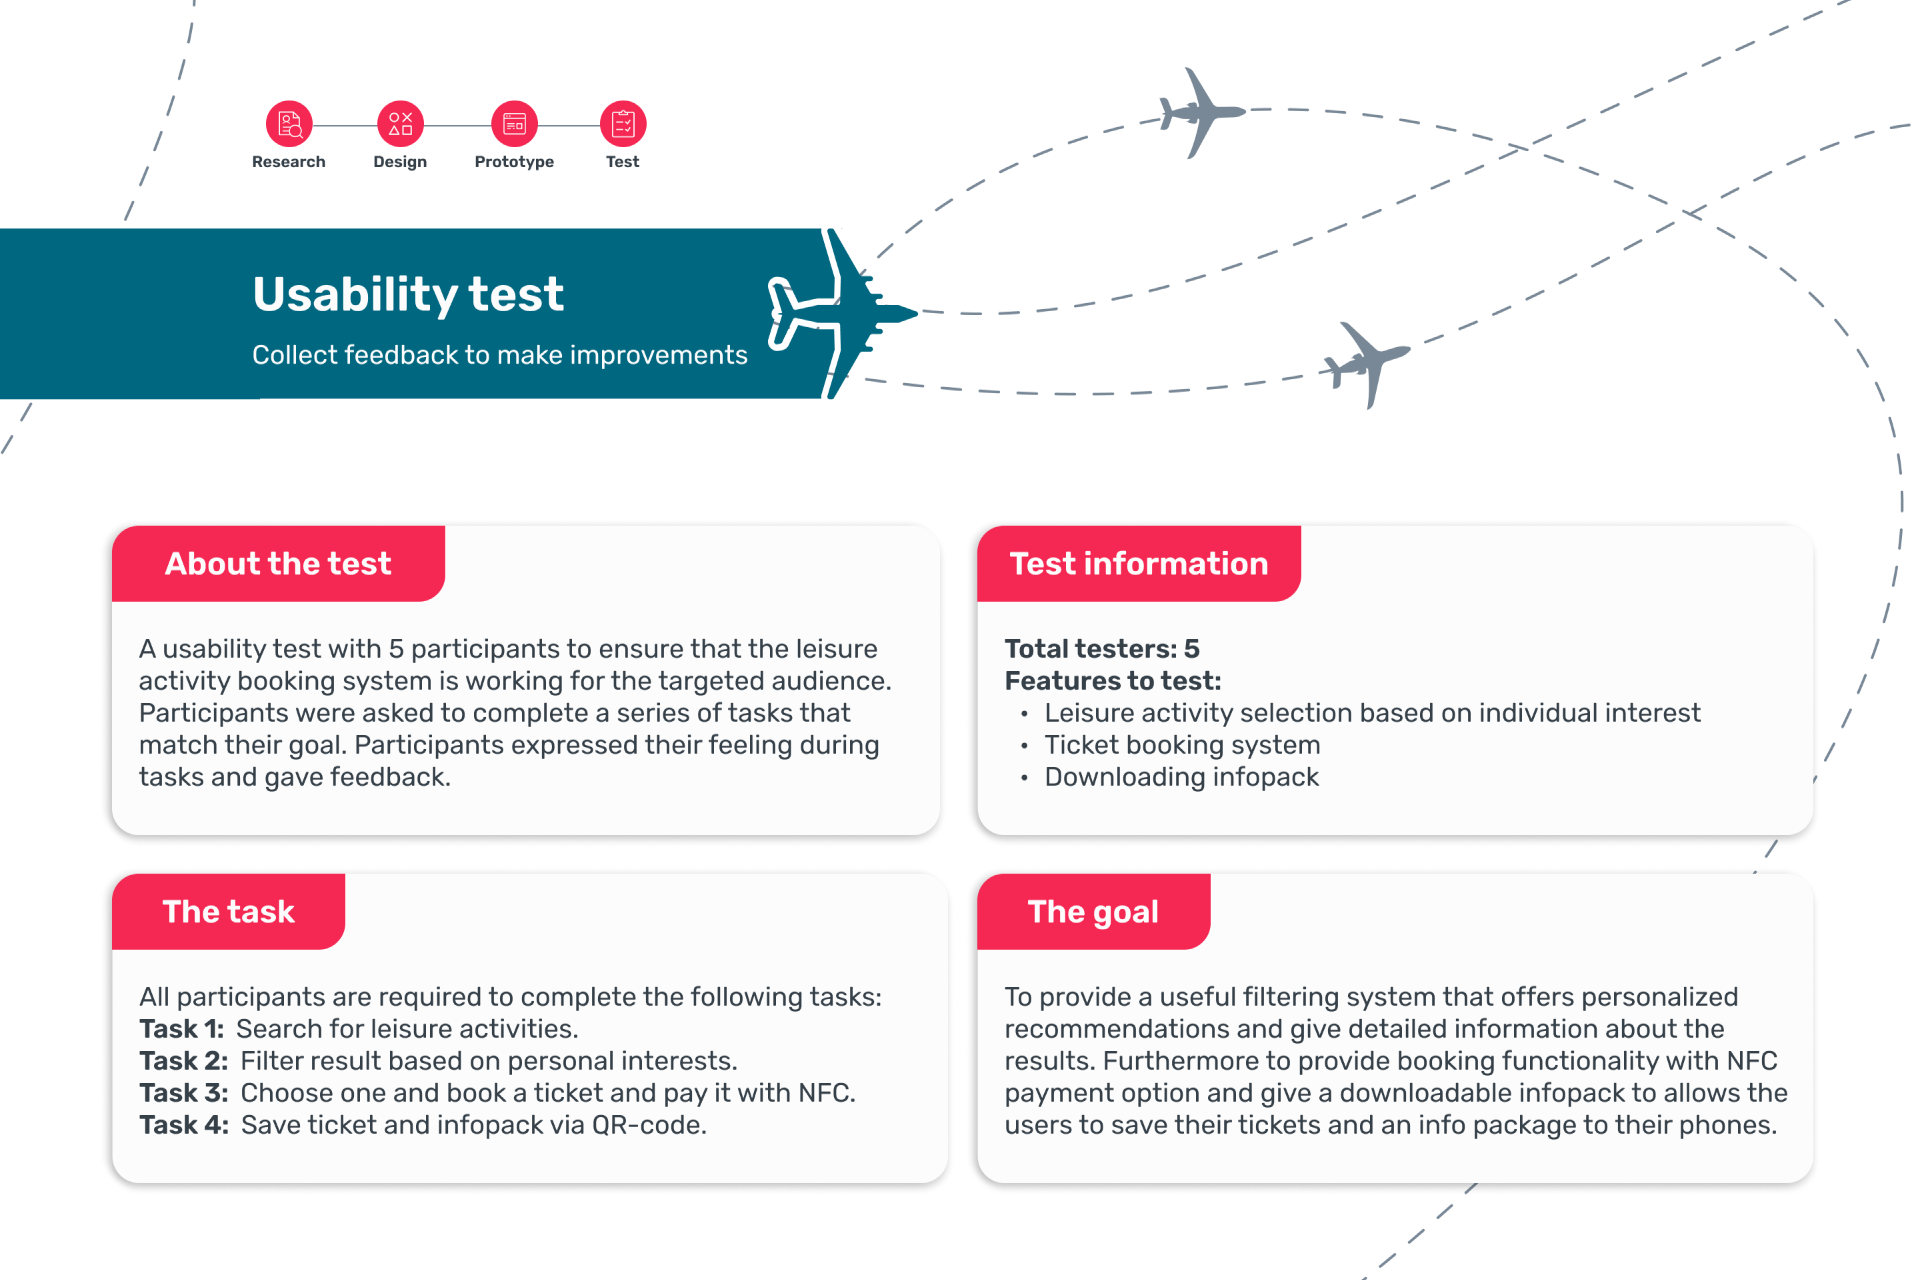 Research
Design
Prototype
Test
Usability test
Collect feedback to make improvements
About the test
A usability test with 5 participants to ensure that the leisure
activity booking system is working for the targeted audience.
Participants were asked to complete a series of tasks that
match their goal. Participants expressed their feeling during
tasks and gave feedback.
Test information
Total testers: 5
Features to test:
• Leisure activity selection based on individual interest
• Ticket booking system
• Downloading infopack
The task
All participants are required to complete the following tasks:
Task 1: Search for leisure activities.
Task 2: Filter result based on personal interests.
Task 3: Choose one and book a ticket and pay it with NFC.
Task 4: Save ticket and infopack via QR-code.
The goal
To provide a useful filtering system that offers personalized
recommendations and give detailed information about the
results. Furthermore to provide booking functionality with NFC
payment option and give a downloadable infopack to allows the
users to save their tickets and an info package to their phones.